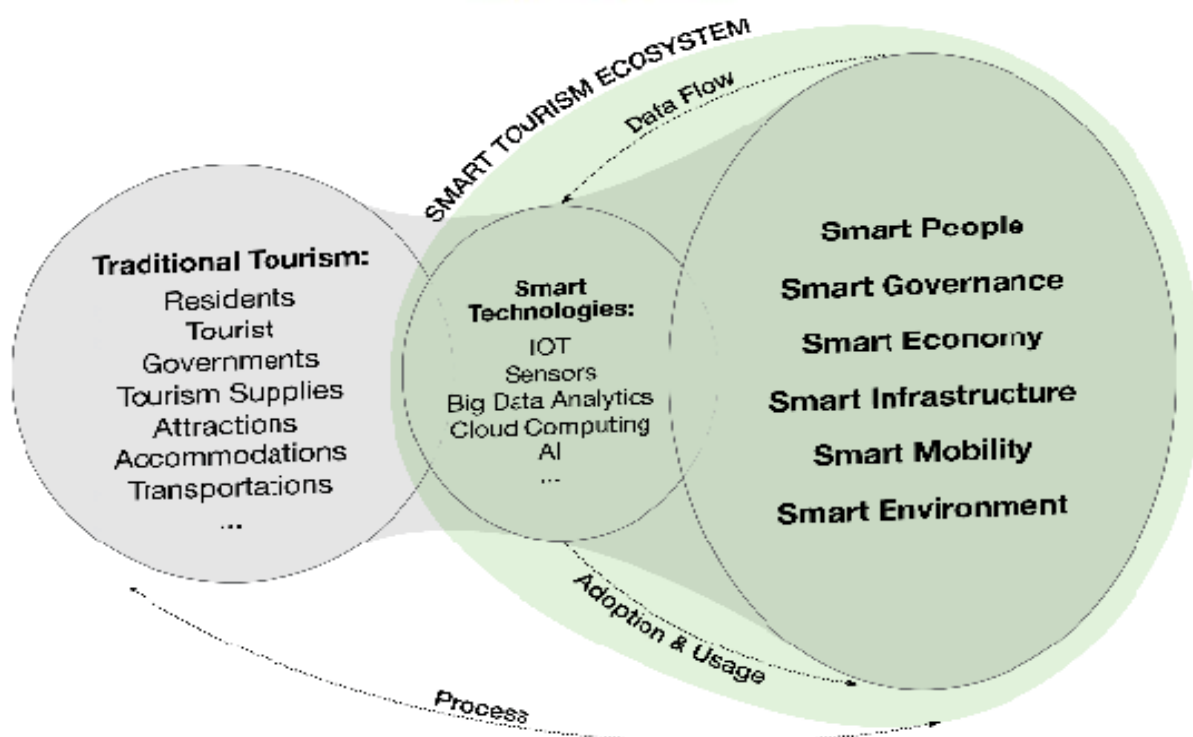 SMART TOURISM ECOSYSTEM
Data Flow
Traditional Tourism:
Residents
Tourist
Governments
Tourism Supplies
Attractions
Accommodations
Transportations
...
Smart
Technologies:
IOT
Sensors
Big Data Analytics
Cloud Computing
AI
...
Smart People
Smart Governance
Smart Economy
Smart Infrastructure
Smart Mobility
Smart Environment
Adoption & Usage
Process